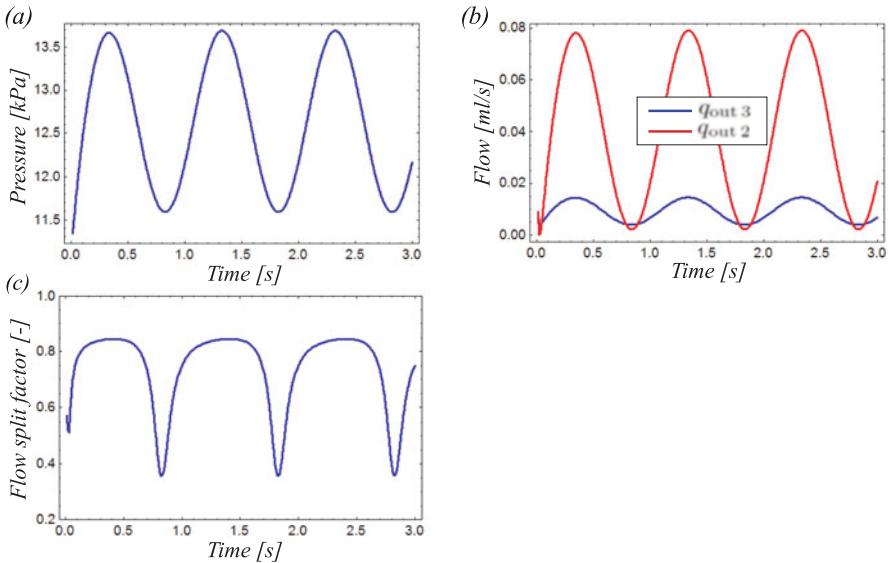 (a)
Pressure [kPa]
13.5
13.0
12.5
12.0
11.5
0.0 0.5 1.0 1.5 2.0 2.5 3.0
Time [s]
(b)
Flow [ml/s]
0.08
0.06
0.04
0.02
0.00
q out 3
q out 2
0.0 0.5 1.0 1.5 2.0 2.5 3.0
Time [s]
(c)
Flow split factor [-]
1.0
0.8
0.6
0.4
0.2
0.0 0.5 1.0 1.5 2.0 2.5 3.0
Time [s]